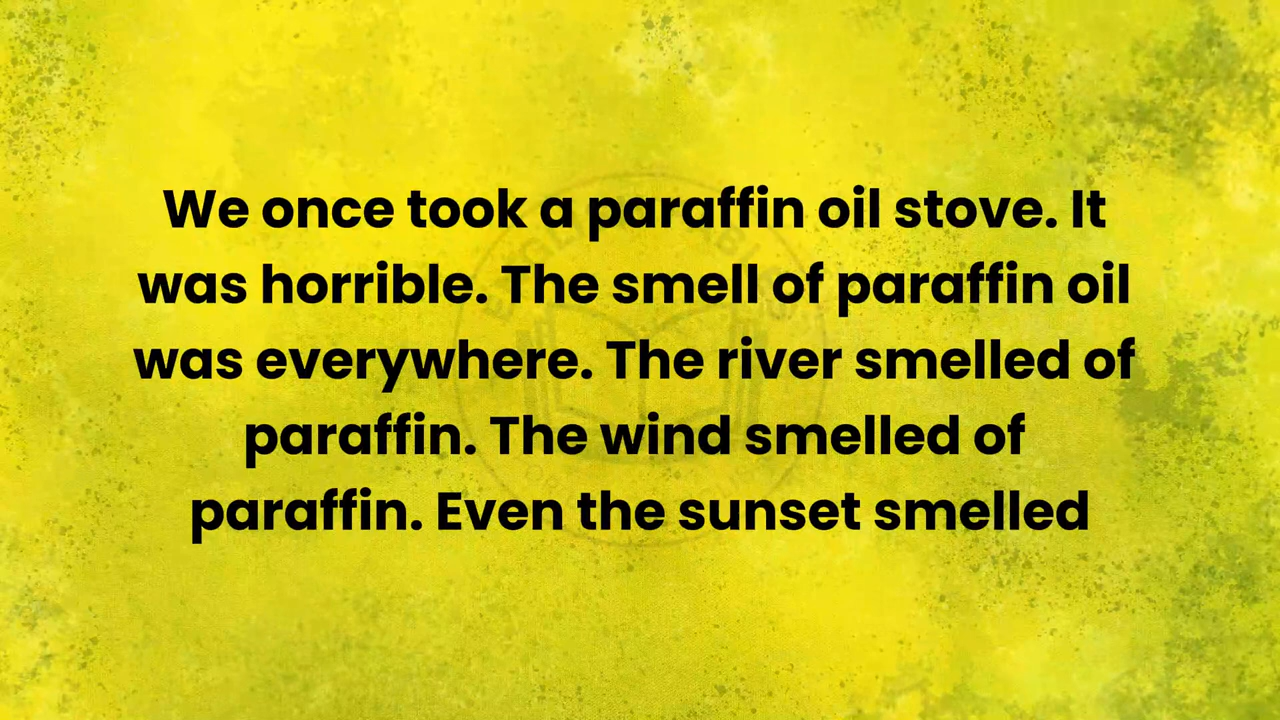 We once took a paraffin oil stove. It
was horrible. The smell of paraffin oil
was everywhere. The river smelled of
paraffin. The wind smelled of
paraffin. Even the sunset smelled